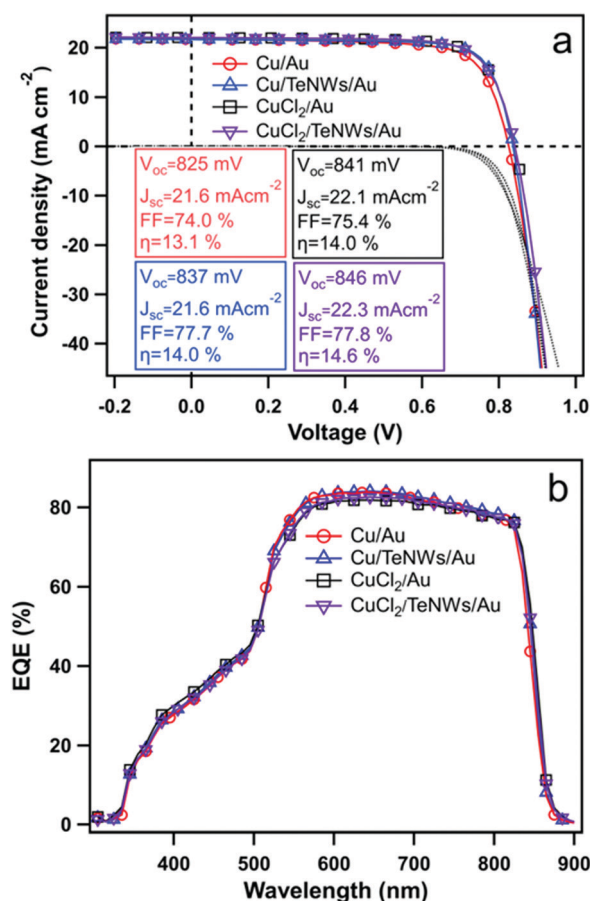 a
20
10
0
-10
-20
-30
-40
Current density (mA cm⁻²)
Cu/Au
Cu/TeNWs/Au
CuCl₂/Au
CuCl₂/TeNWs/Au
Voc=825 mV
Jsc=21.6 mAcm⁻²
FF=74.0 %
η=13.1 %
Voc=841 mV
Jsc=22.1 mAcm⁻²
FF=75.4 %
η=14.0 %
Voc=837 mV
Jsc=21.6 mAcm⁻²
FF=77.7 %
η=14.0 %
Voc=846 mV
Jsc=22.3 mAcm⁻²
FF=77.8 %
η=14.6 %
-0.2 0.0 0.2 0.4 0.6 0.8 1.0
Voltage (V)
b
80
60
40
20
0
EQE (%)
Cu/Au
Cu/TeNWs/Au
CuCl₂/Au
CuCl₂/TeNWs/Au
400 500 600 700 800 900
Wavelength (nm)